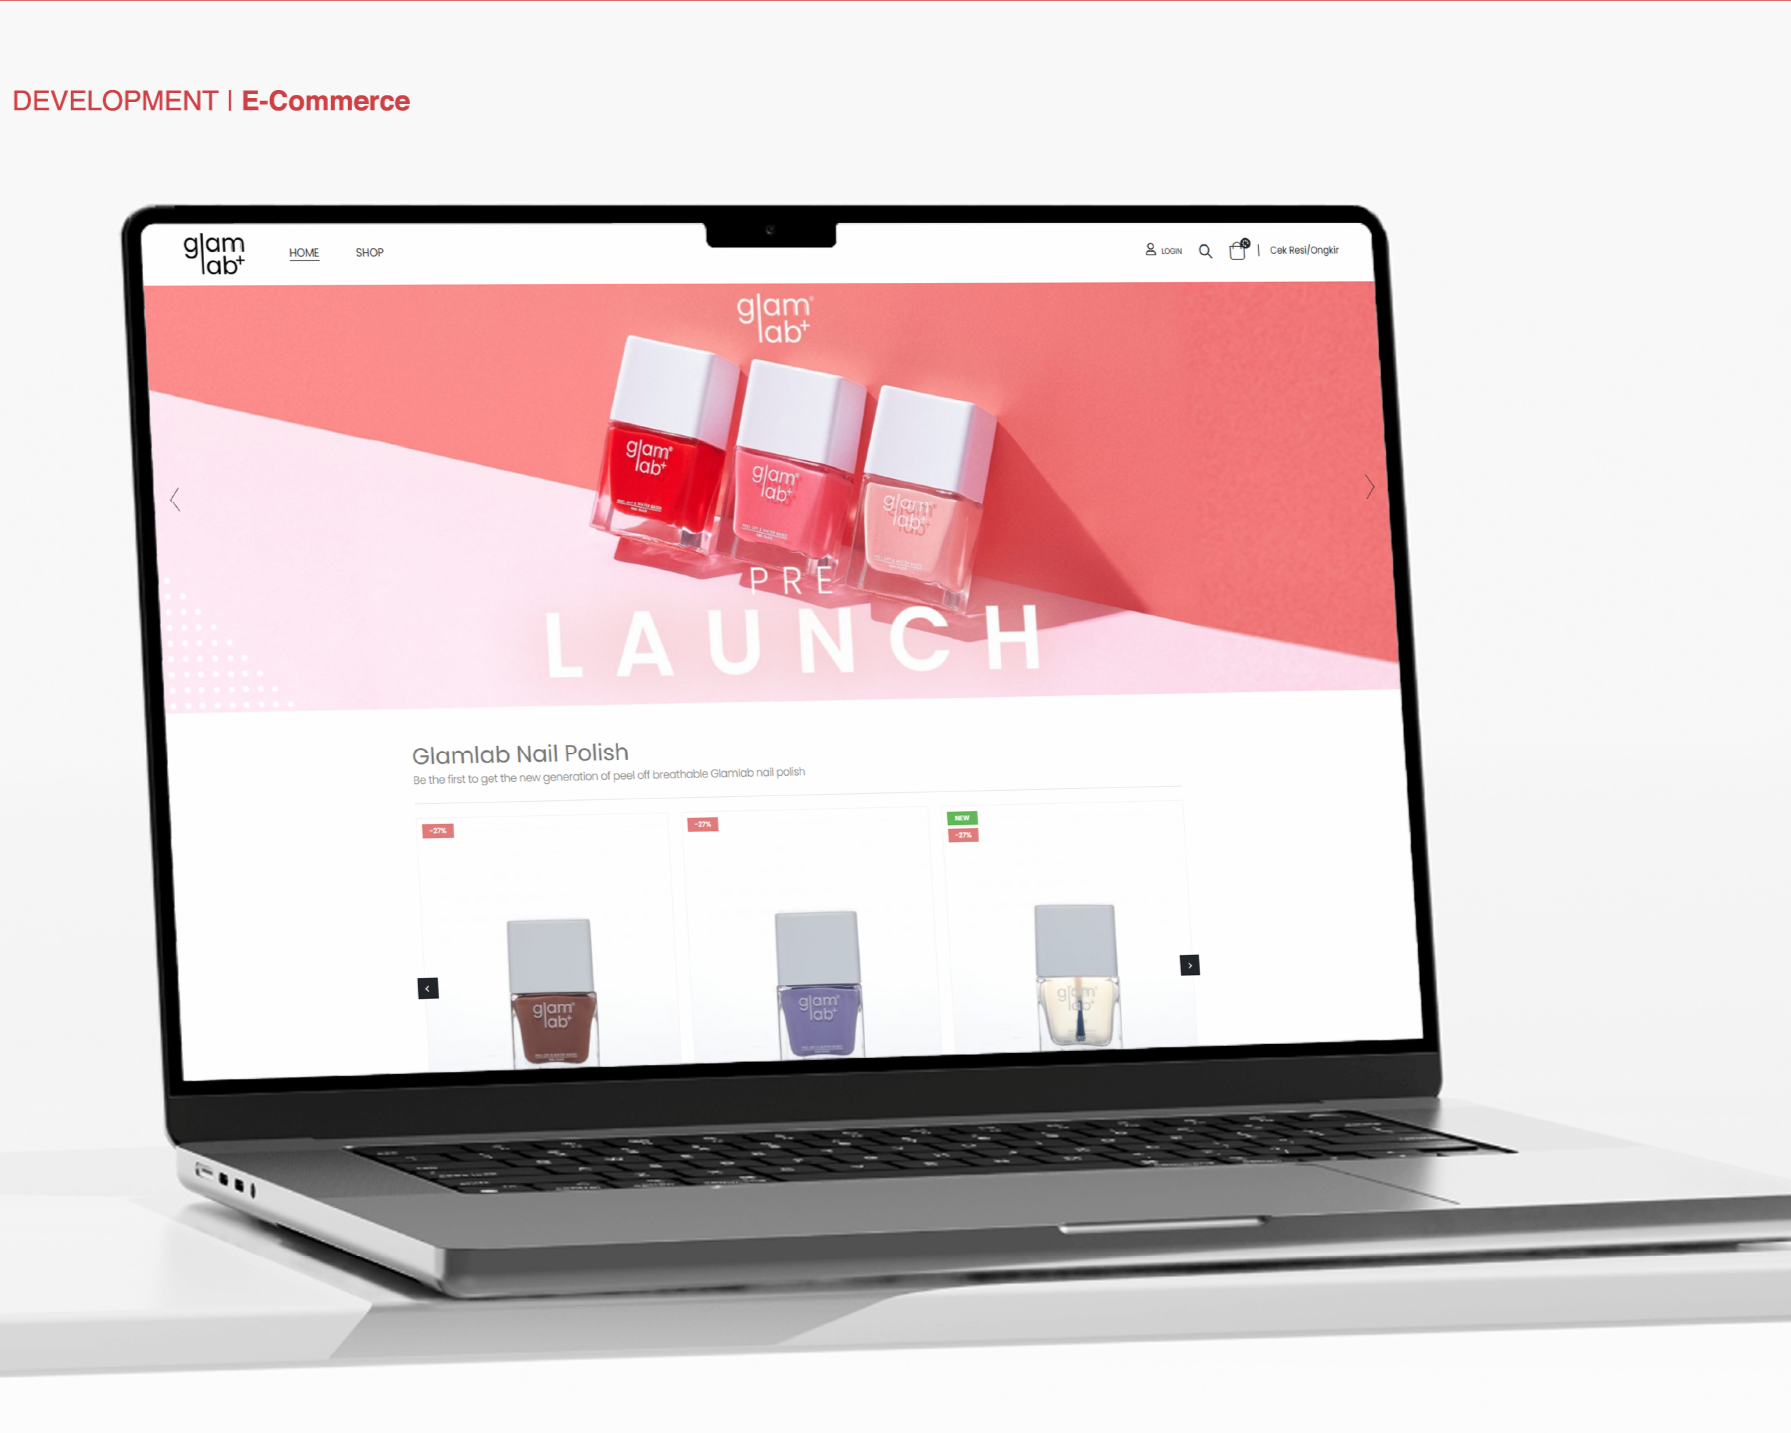 DEVELOPMENT | E-Commerce
glam
lab+
HOME
SHOP
LOGIN
Cek Resi/Ongkir
glam
lab+
glam
lab+
glam
lab+
glam
lab+
PRE
LAUNCH
Glamlab Nail Polish
Be the first to get the new generation of peel off breathable Glamlab nail polish
-27%
-27%
NEW
-27%
glam
lab+
glam
lab+
glam
lab+